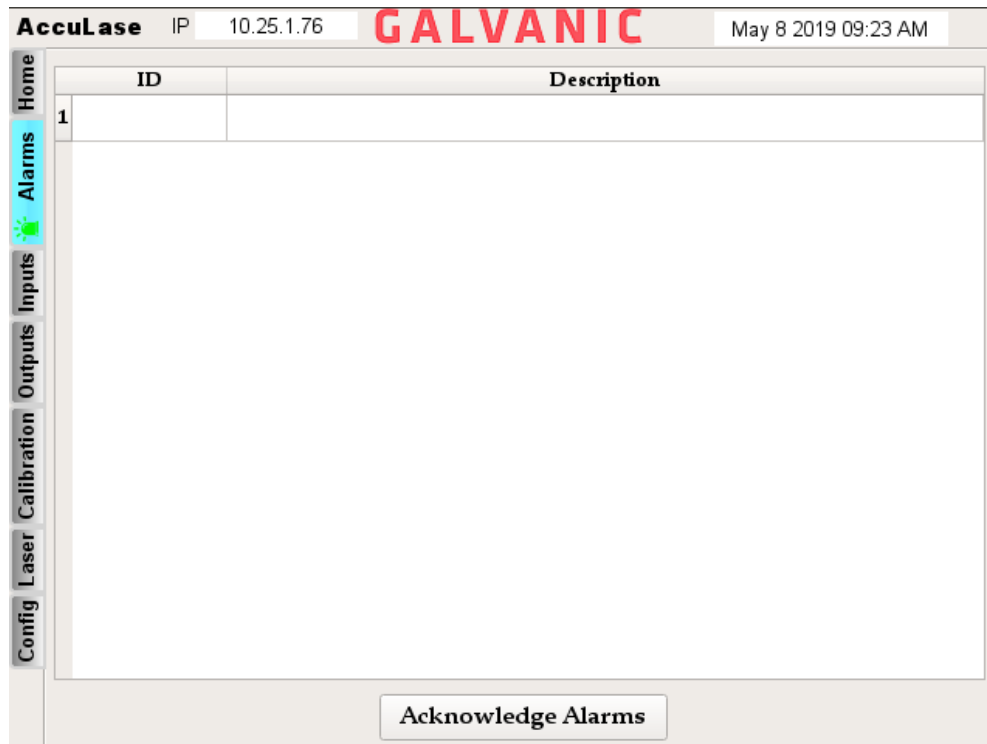 AccuLase IP 10.25.1.76 GALVANIC May 8 2019 09:23 AM
Home
Alarms
Inputs
Outputs
Calibration
Laser
Config
ID Description
1
Acknowledge Alarms